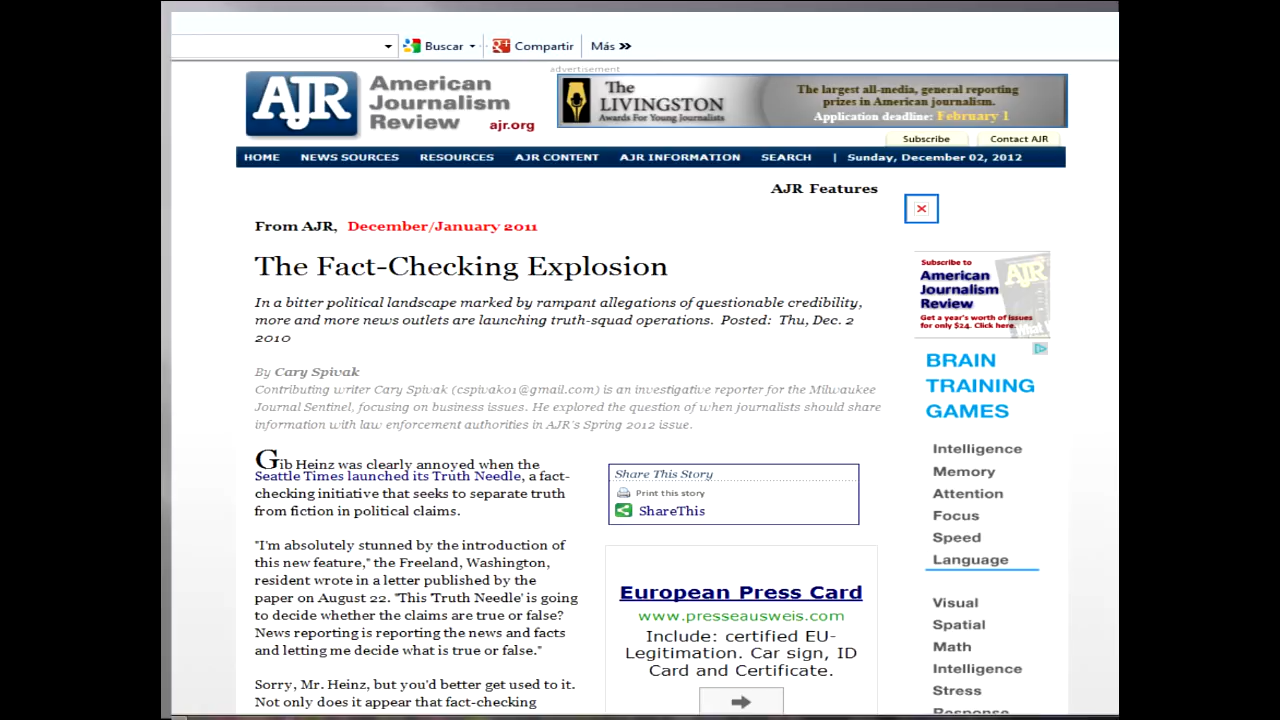 Buscar
Compartir
Más
advertisement
AJR
American
Journalism
Review
ajr.org
The
LIVINGSTON
Awards For Young Journalists
The largest all-media, general reporting
prizes in American journalism.
Application deadline: February 1
Subscribe
Contact AJR
HOME NEWS SOURCES RESOURCES AJR CONTENT AJR INFORMATION SEARCH | Sunday, December 02, 2012
AJR Features
From AJR, December/January 2011
The Fact-Checking Explosion
In a bitter political landscape marked by rampant allegations of questionable credibility,
more and more news outlets are launching truth-squad operations. Posted: Thu, Dec. 2
2010
By Cary Spivak
Contributing writer Cary Spivak (cspivak01@gmail.com) is an investigative reporter for the Milwaukee
Journal Sentinel, focusing on business issues. He explored the question of when journalists should share
information with law enforcement authorities in AJR's Spring 2012 issue.
Gib Heinz was clearly annoyed when the
Seattle Times launched its Truth Needle, a fact-
checking initiative that seeks to separate truth
from fiction in political claims.
"I'm absolutely stunned by the introduction of
this new feature," the Freeland, Washington,
resident wrote in a letter published by the
paper on August 22. "This 'Truth Needle' is going
to decide whether the claims are true or false?
News reporting is reporting the news and facts
and letting me decide what is true or false."
Sorry, Mr. Heinz, but you'd better get used to it.
Not only does it appear that fact-checking
Share This Story
Print this story
ShareThis
European Press Card
www.presseausweis.com
Include: certified EU-
Legitimation. Car sign, ID
Card and Certificate.
Subscribe to
American
Journalism
Review
Get a year's worth of issues
for only $24. Click here.
AJR
BRAIN
TRAINING
GAMES
Intelligence
Memory
Attention
Focus
Speed
Language
Visual
Spatial
Math
Intelligence
Stress
Response